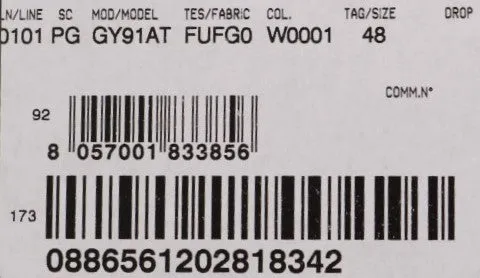 LN/LINE SC MOD/MODEL TES/FABRIC COL. TAG/SIZE DROP
0101 PG GY91AT FUFG0 W0001 48
COMM.N°
92
8 057001 833856
173
0886561202818342